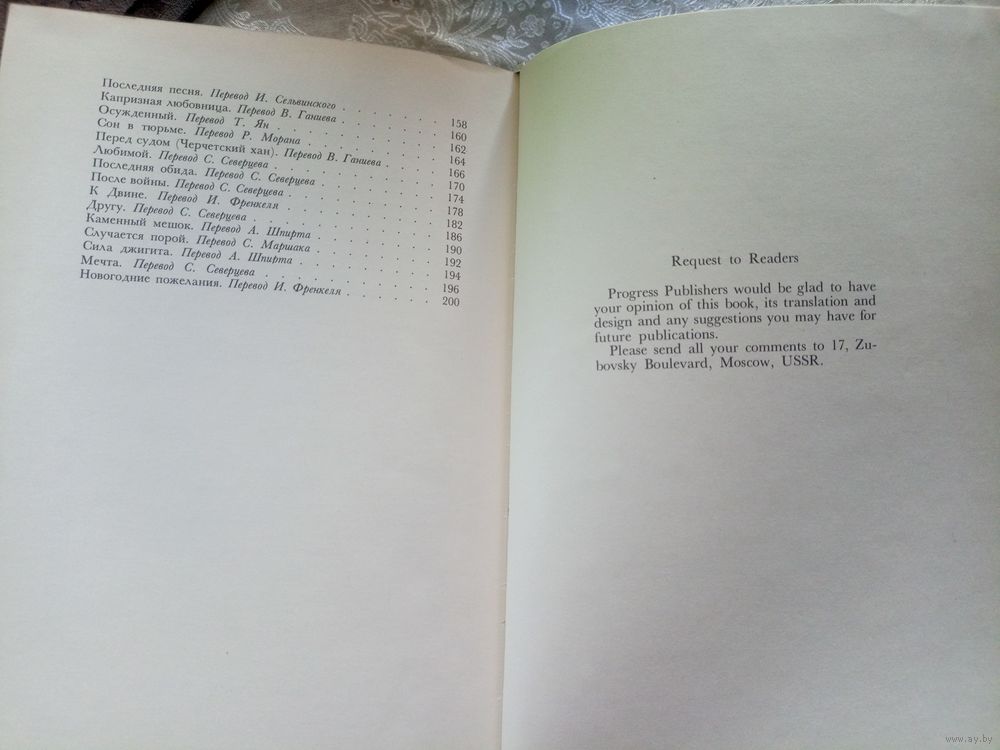 Последняя песня. Перевод И. Сельвинского . . . . . . . 158
Капризная любовница. Перевод В. Ганиева . . . . . . . 160
Осужденный. Перевод Т. Ян . . . . . . . . . . 162
Сон в тюрьме. Перевод Р. Морана . . . . . . . . . 164
Перед судом (Черчетский хан). Перевод В. Ганиева . . . . 166
Любимой. Перевод С. Северцева . . . . . . . . . . 170
Последняя обида. Перевод С. Северцева . . . . . . . . 174
После войны. Перевод С. Северцева . . . . . . . . . 178
К Двине. Перевод И. Френкеля . . . . . . . . . 182
Другу. Перевод С. Северцева . . . . . . . . . . 186
Каменный мешок. Перевод А. Шпирта . . . . . . . . 190
Случается порой. Перевод С. Маршака . . . . . . . . 192
Сила джигита. Перевод А. Шпирта . . . . . . . . . 194
Мечта. Перевод С. Северцева . . . . . . . . . . 196
Новогодние пожелания. Перевод И. Френкеля . . . . . . 200
Request to Readers
Progress Publishers would be glad to have
your opinion of this book, its translation and
design and any suggestions you may have for
future publications.
Please send all your comments to 17, Zu-
bovsky Boulevard, Moscow, USSR.
www.ay.by